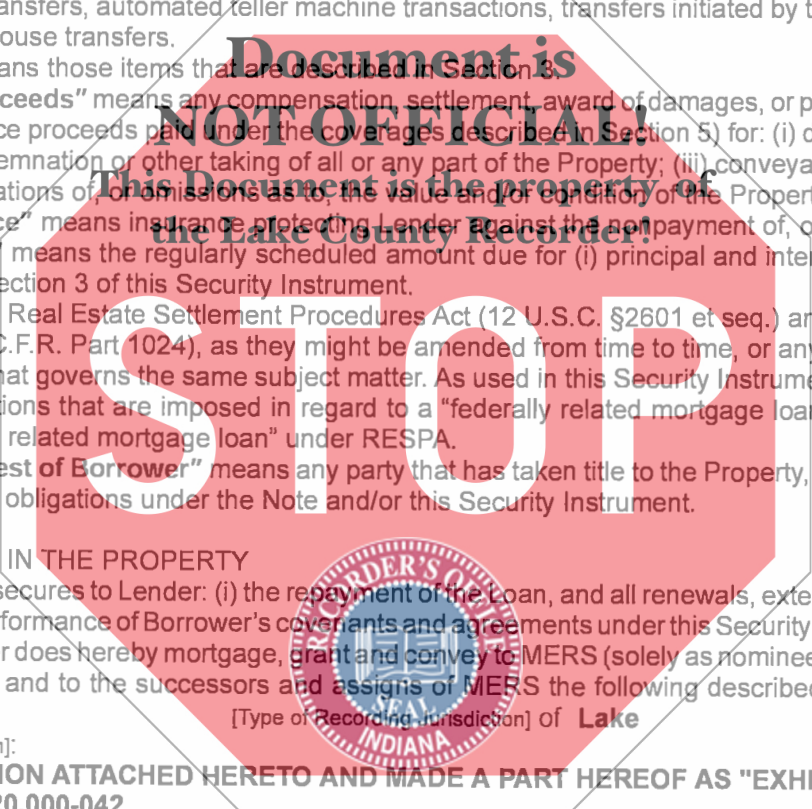 ansfers, automated teller machine transactions, transfers initiated by t
ouse transfers.
Document is
ans those items that are described in Section 3.
ceeds” means any compensation, settlement, award of damages, or p
NOT OFFICIAL!
ce proceeds paid under the coverages described in Section 5) for: (i) d
emnation or other taking of all or any part of the Property; (iii) conveya
This Document is the property of
ations of, or omissions as to, the value and/or condition of the Propert
the Lake County Recorder!
ce” means insurance protecting Lender against the nonpayment of, o
means the regularly scheduled amount due for (i) principal and inter
ection 3 of this Security Instrument.
STOP
Real Estate Settlement Procedures Act (12 U.S.C. §2601 et seq.) an
C.F.R. Part 1024), as they might be amended from time to time, or any
hat governs the same subject matter. As used in this Security Instrume
ions that are imposed in regard to a “federally related mortgage loa
related mortgage loan” under RESPA.
est of Borrower” means any party that has taken title to the Property,
obligations under the Note and/or this Security Instrument.
IN THE PROPERTY
secures to Lender: (i) the repayment of the Loan, and all renewals, exte
formance of Borrower’s covenants and agreements under this Security
r does hereby mortgage, grant and convey to MERS (solely as nominee
and to the successors and assigns of MERS the following describe
RECORDER’S OFFICE
SEAL
INDIANA
[Type of Recording Jurisdiction] of Lake
]:
ION ATTACHED HERETO AND MADE A PART HEREOF AS "EXHI
20.000-042